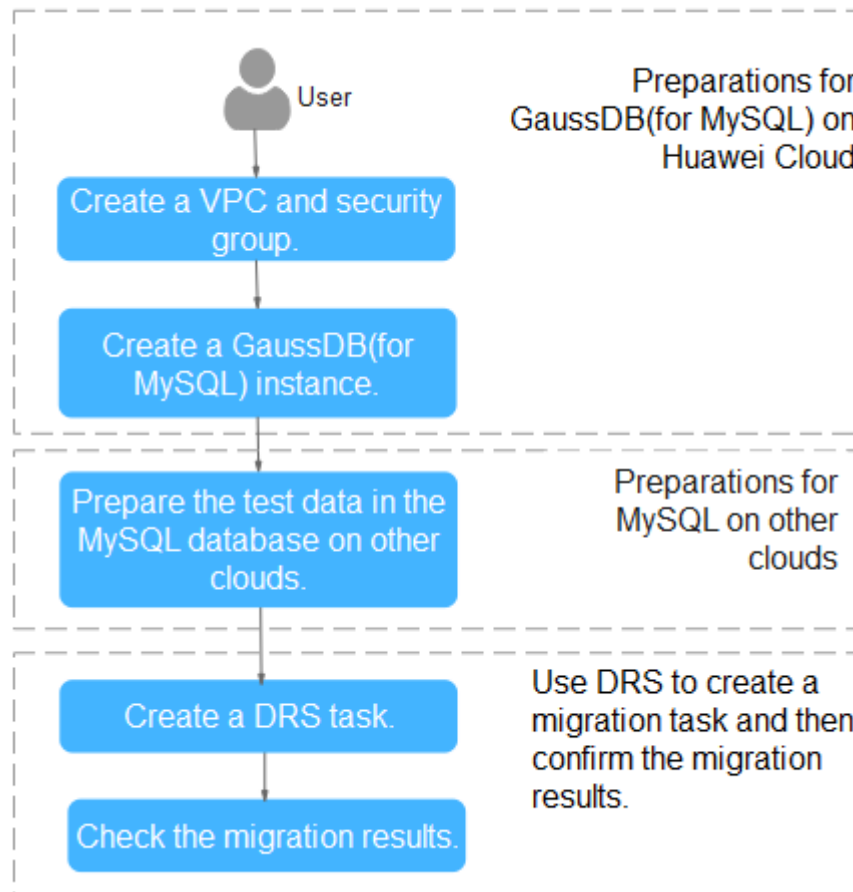 User
Preparations for
GaussDB(for MySQL) on
Huawei Cloud
Create a VPC and security
group.
Create a GaussDB(for
MySQL) instance.
Prepare the test data in the
MySQL database on other
clouds.
Preparations for
MySQL on other
clouds
Create a DRS task.
Use DRS to create a
migration task and then
confirm the migration
results.
Check the migration results.